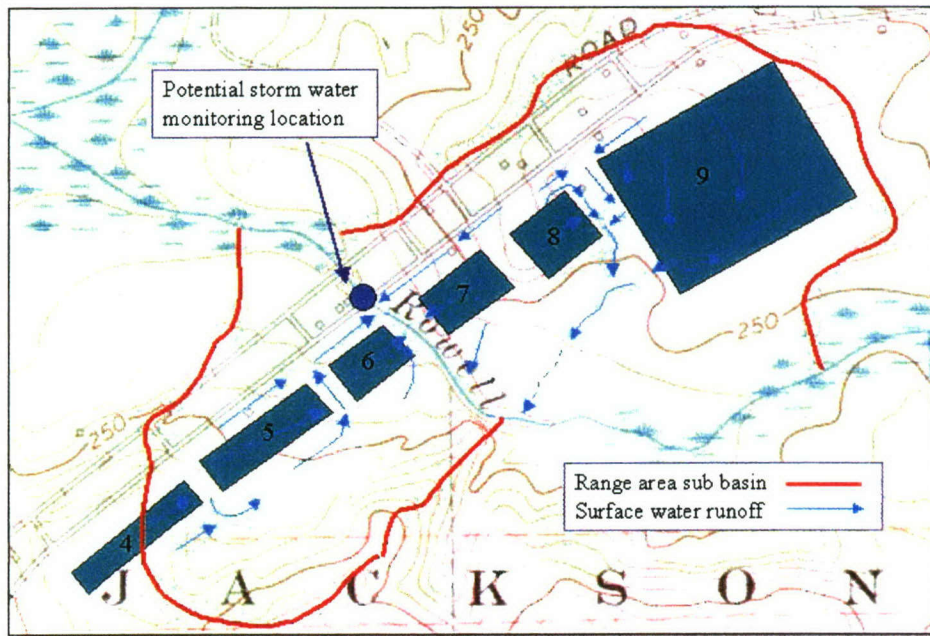 250
ROAD
Potential storm water
monitoring location
9
8
7
Rowell
250
6
250
5
4
Range area sub basin
Surface water runoff
J A C K S O N